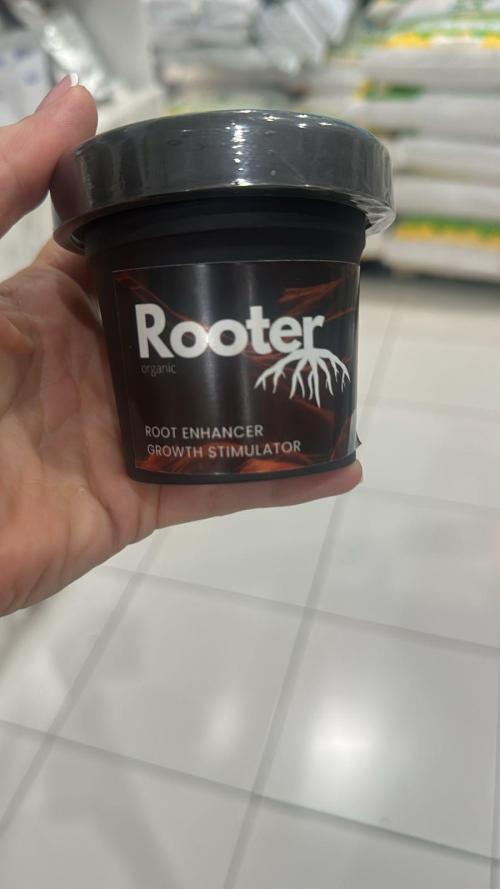 Rooter
organic
ROOT ENHANCER
GROWTH STIMULATOR